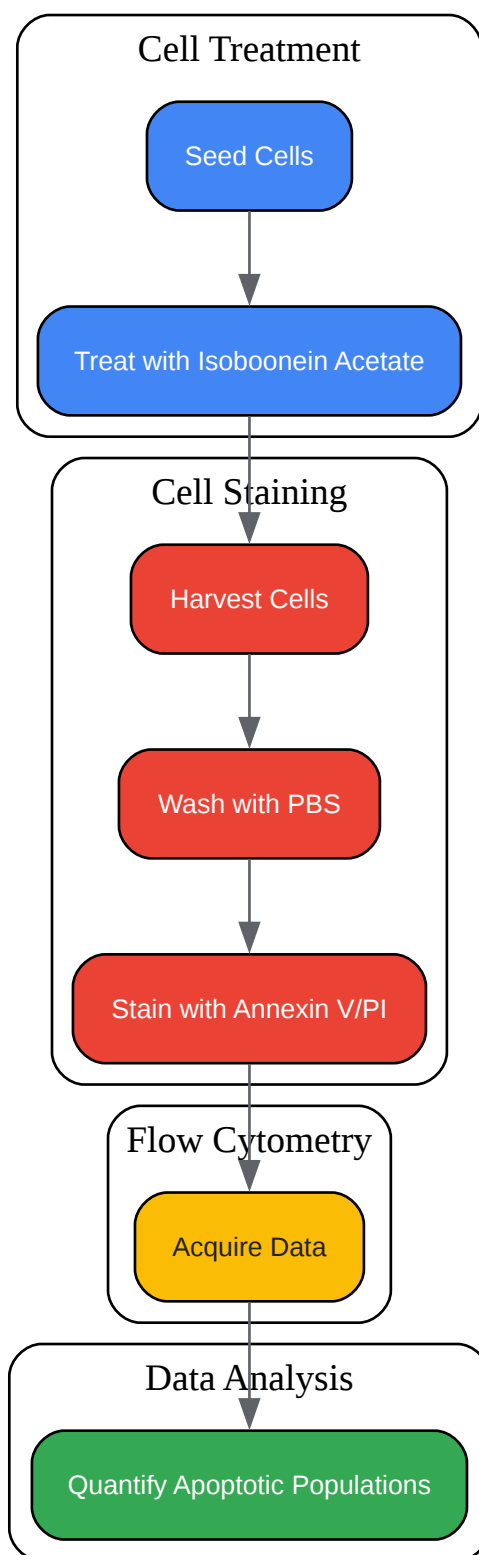 Cell Treatment
Seed Cells
Treat with Isoboonein Acetate
Cell Staining
Harvest Cells
Wash with PBS
Stain with Annexin V/PI
Flow Cytometry
Acquire Data
Data Analysis
Quantify Apoptotic Populations